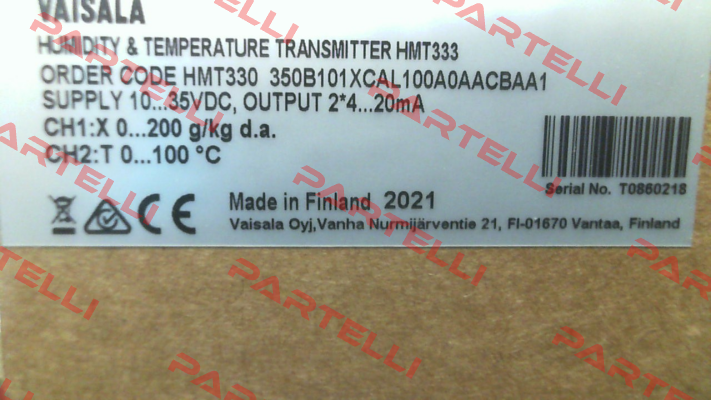 VAISALA
HUMIDITY & TEMPERATURE TRANSMITTER HMT333
ORDER CODE HMT330 350B101XCAL100A0AACBAA1
SUPPLY 10...35VDC, OUTPUT 2*4...20mA
CH1:X 0...200 g/kg d.a.
CH2:T 0...100 °C
Serial No. T0860218
CE
Made in Finland 2021
Vaisala Oyj,Vanha Nurmijärventie 21, FI-01670 Vantaa, Finland
PARTELLI
PARTELLI
PARTELLI
PARTELLI
PARTELLI
PARTELLI
PARTELLI
PARTELLI